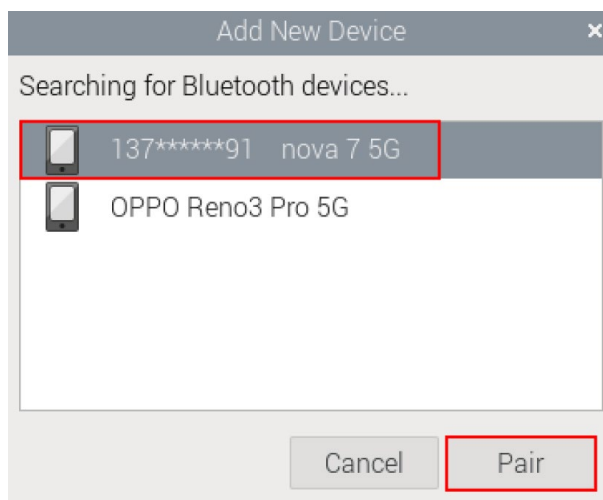 Add New Device ×
Searching for Bluetooth devices...
137******91 nova 7 5G
OPPO Reno3 Pro 5G
Cancel Pair